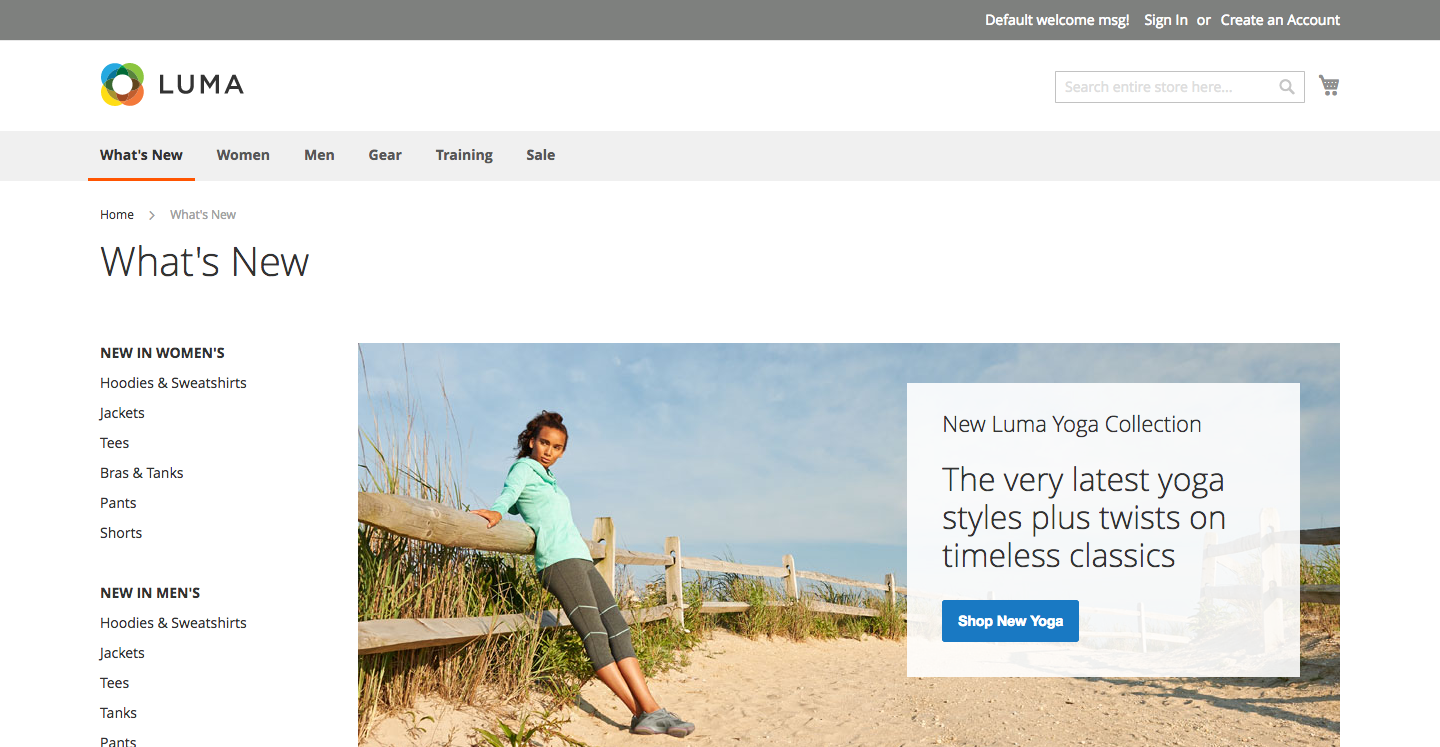 Default welcome msg! Sign In or Create an Account
LUMA
Search entire store here...
What's New Women Men Gear Training Sale
Home > What's New
What's New
NEW IN WOMEN'S
Hoodies & Sweatshirts
Jackets
Tees
Bras & Tanks
Pants
Shorts
NEW IN MEN'S
Hoodies & Sweatshirts
Jackets
Tees
Tanks
Pants
New Luma Yoga Collection
The very latest yoga
styles plus twists on
timeless classics
Shop New Yoga